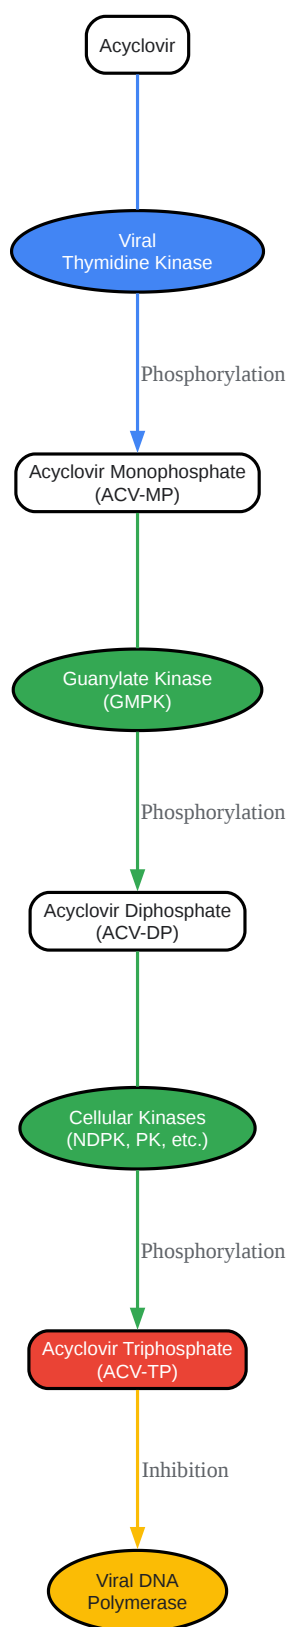 Acyclovir
Viral
Thymidine Kinase
Phosphorylation
Acyclovir Monophosphate
(ACV-MP)
Guanylate Kinase
(GMPK)
Phosphorylation
Acyclovir Diphosphate
(ACV-DP)
Cellular Kinases
(NDPK, PK, etc.)
Phosphorylation
Acyclovir Triphosphate
(ACV-TP)
Inhibition
Viral DNA
Polymerase